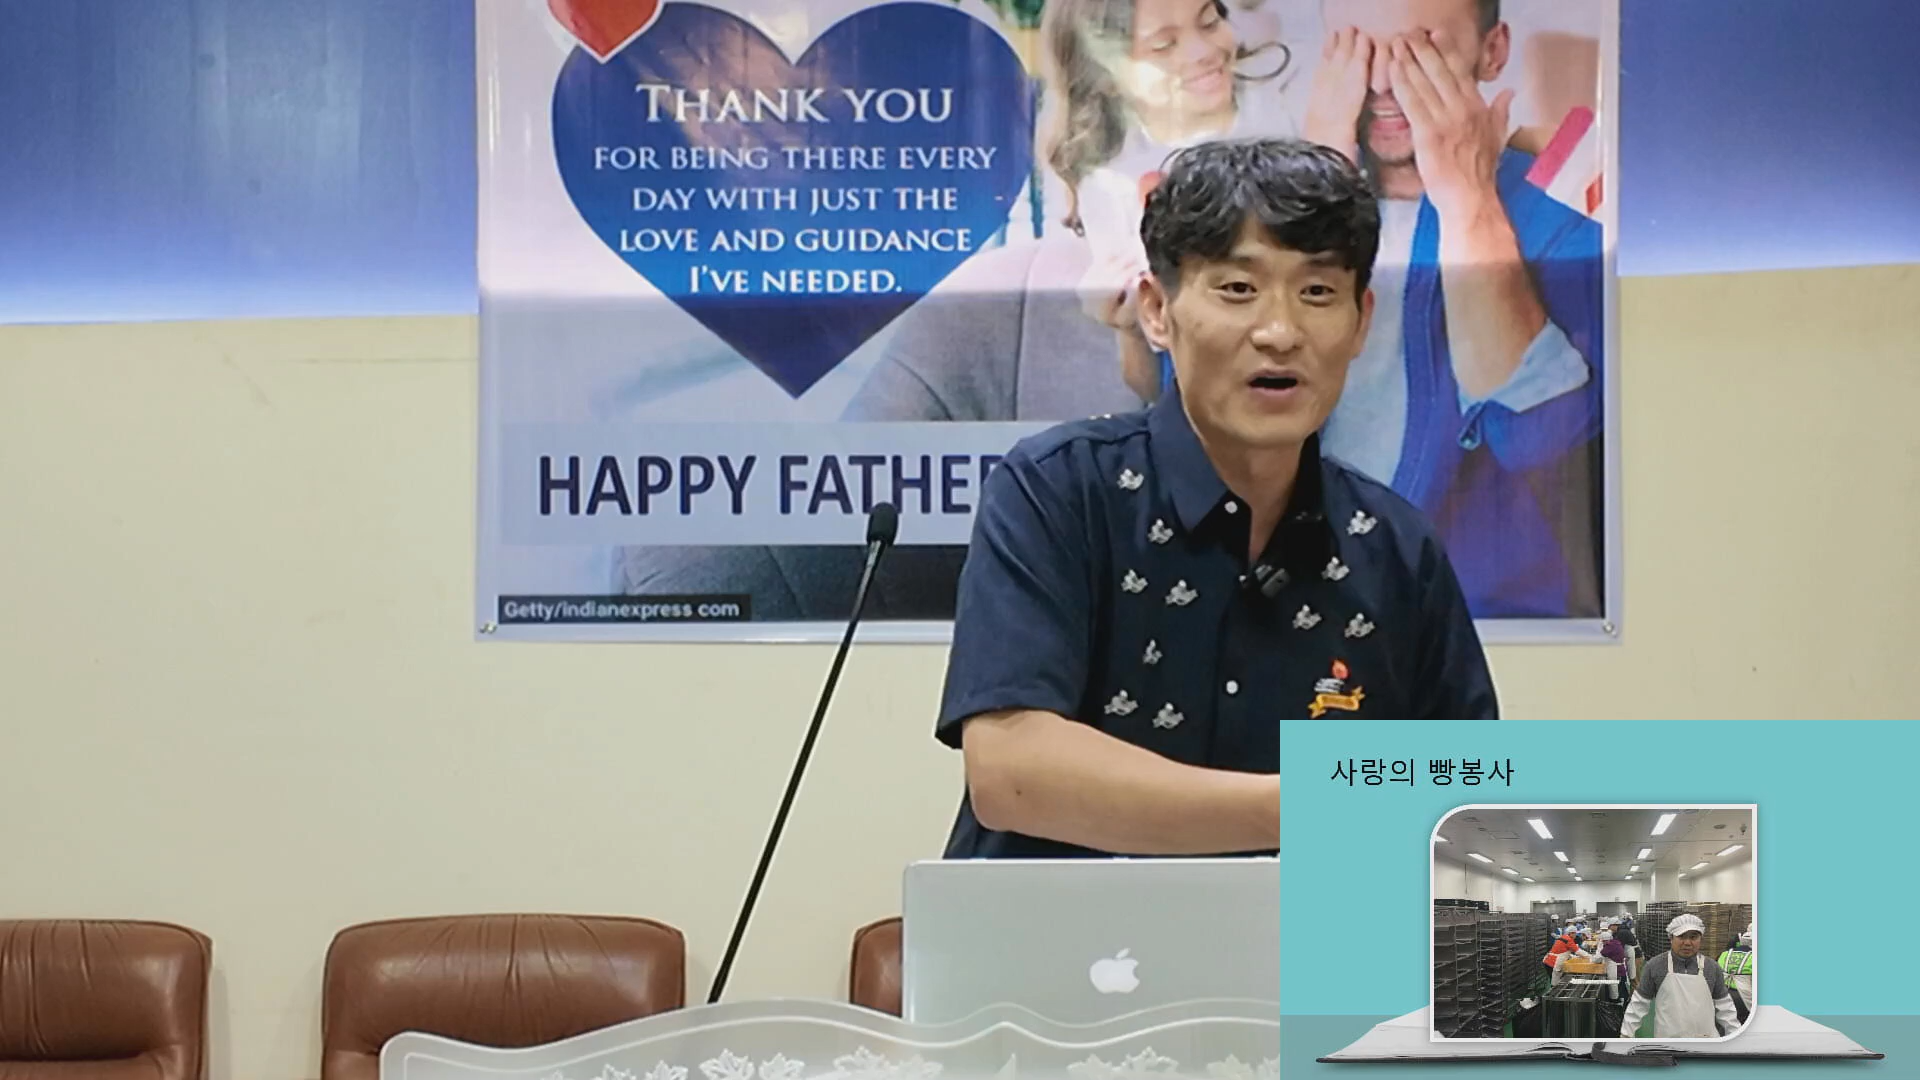 THANK YOU
FOR BEING THERE EVERY
DAY WITH JUST THE
LOVE AND GUIDANCE
I'VE NEEDED.
HAPPY FATHE
Getty/indianexpress com
사랑의 빵봉사